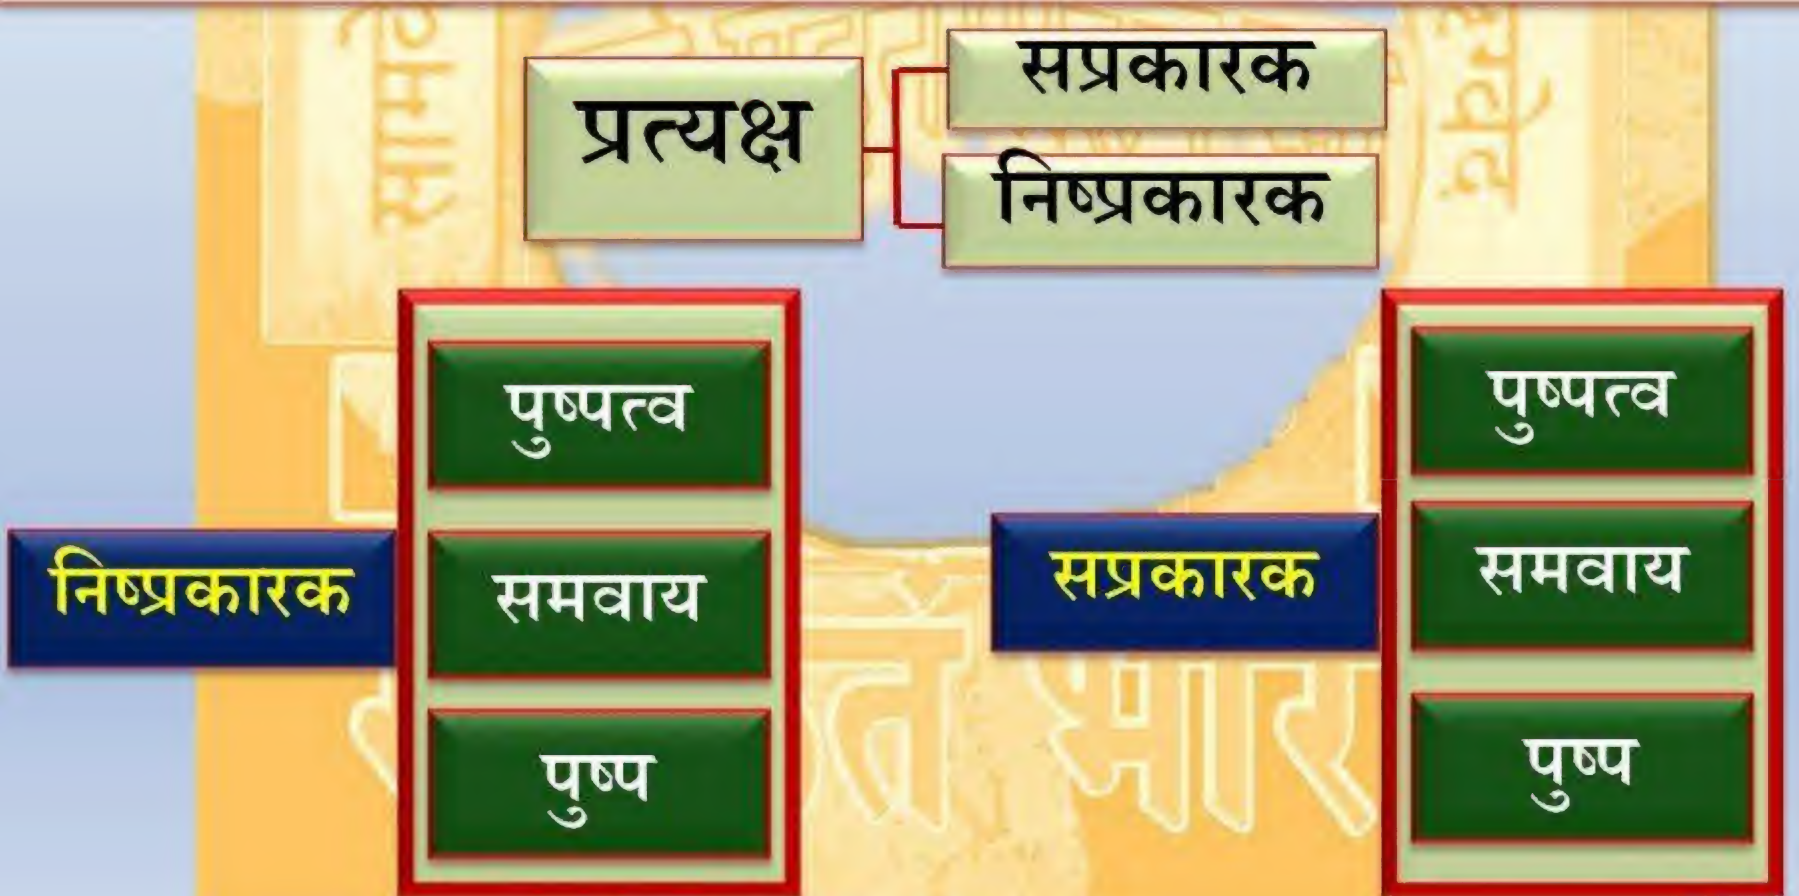 प्रत्यक्ष
सप्रकारक
निष्प्रकारक
निष्प्रकारक
पुष्पत्व
समवाय
पुष्प
सप्रकारक
पुष्पत्व
समवाय
पुष्प